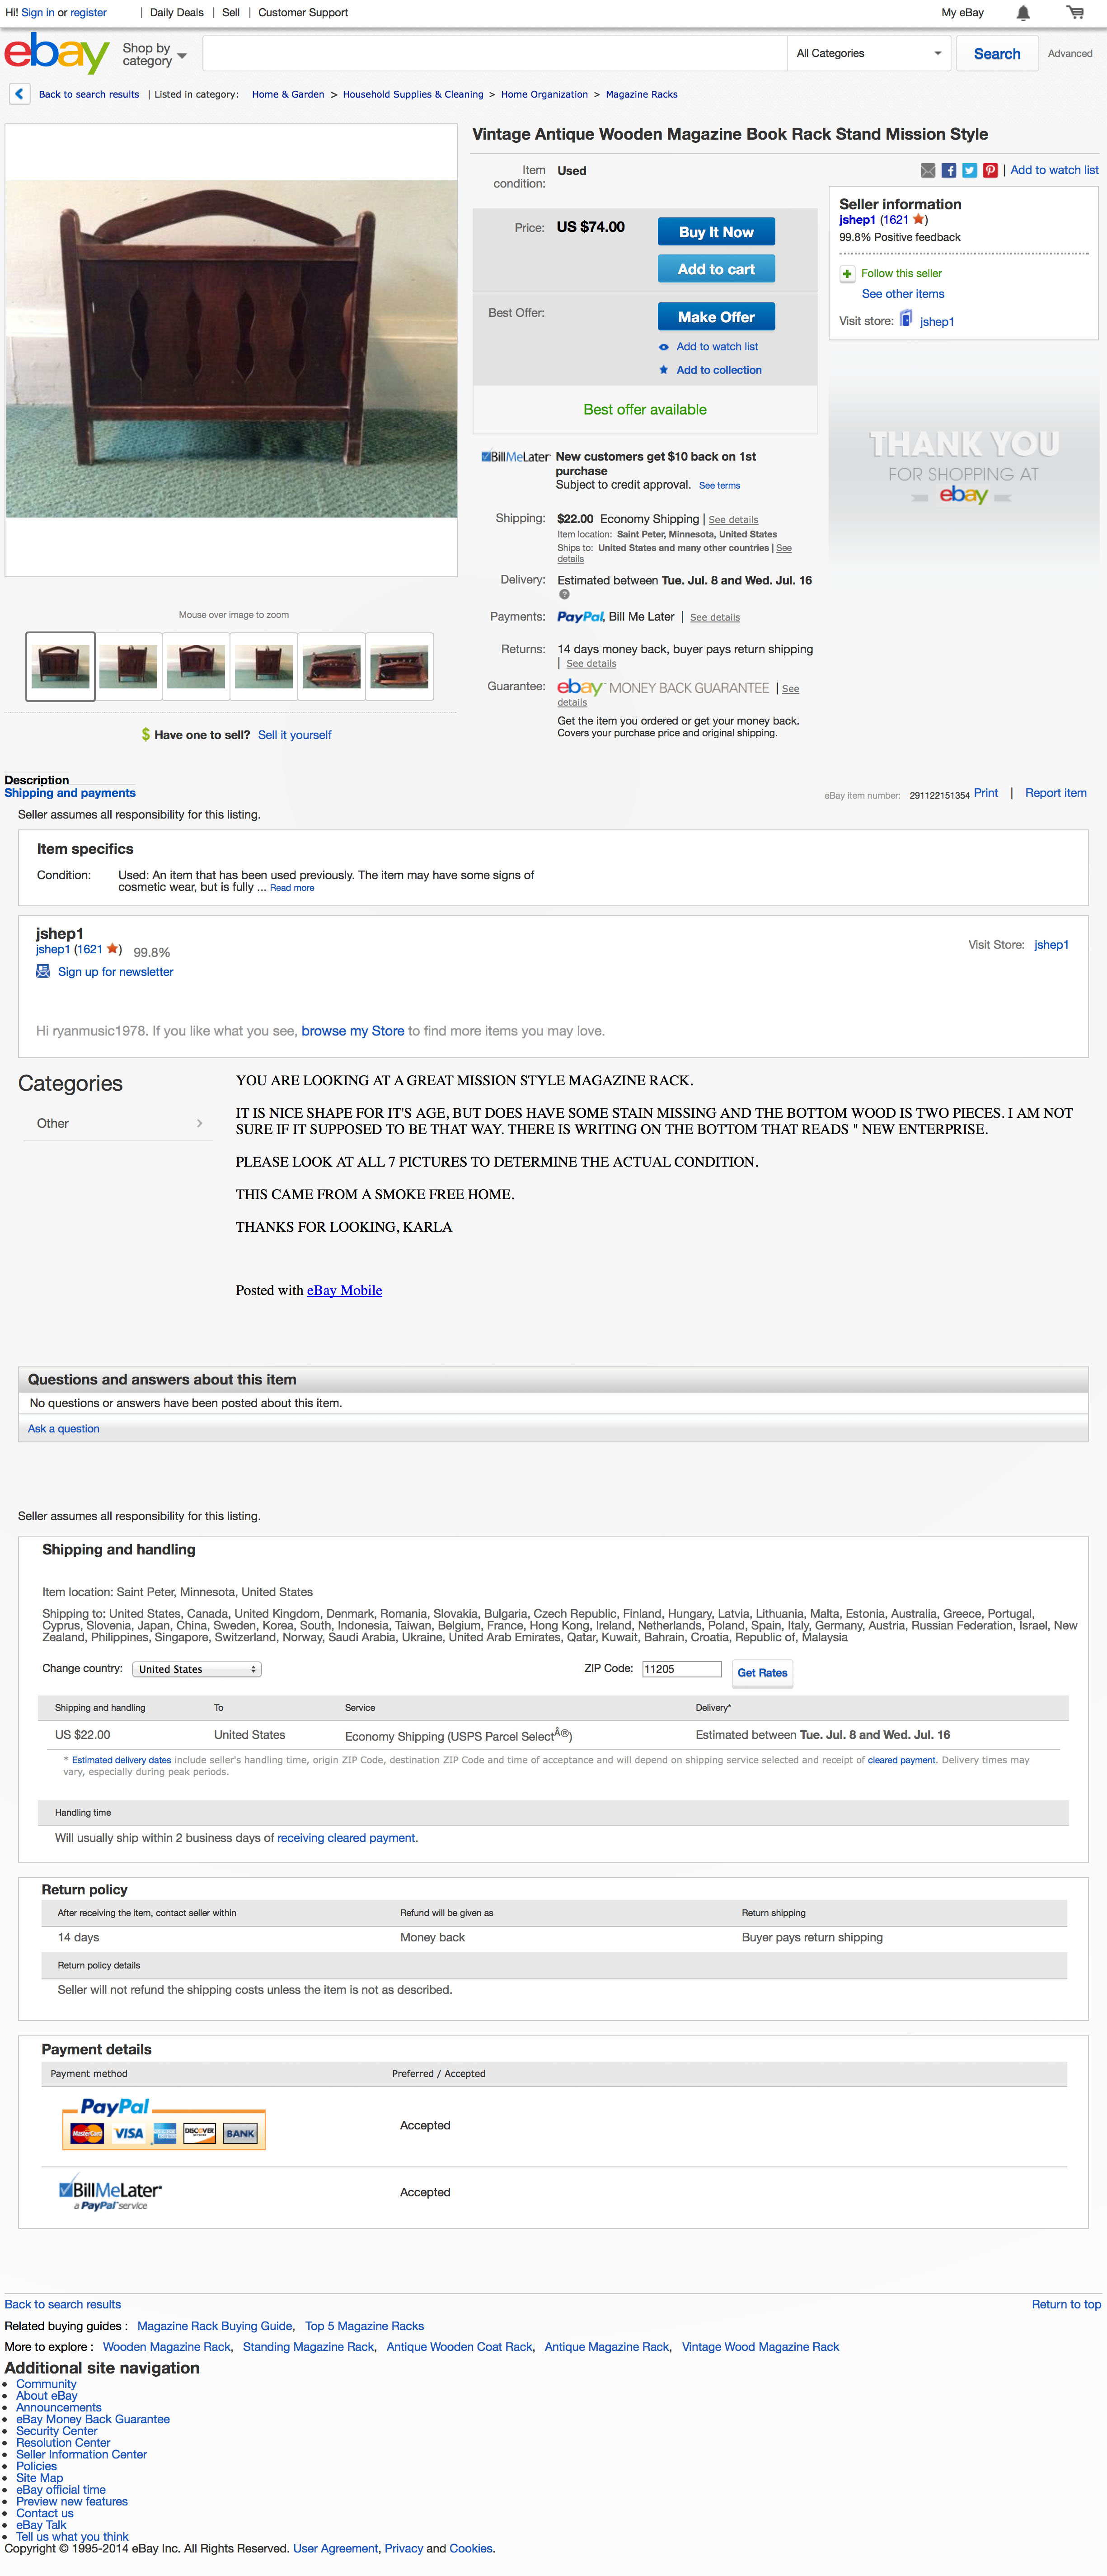 Hi! Sign in or register | Daily Deals | Sell | Customer Support My eBay
ebay Shop by category All Categories Search Advanced
Back to search results | Listed in category: Home & Garden > Household Supplies & Cleaning > Home Organization > Magazine Racks
Vintage Antique Wooden Magazine Book Rack Stand Mission Style
Item condition: Used
| Add to watch list
Price: US $74.00
Buy It Now
Add to cart
Best Offer:
Make Offer
Add to watch list
Add to collection
Best offer available
Seller information
jshep1 (1621 )
99.8% Positive feedback
Follow this seller
See other items
Visit store: jshep1
THANK YOU
FOR SHOPPING AT
ebay
BillMeLater New customers get $10 back on 1st
purchase
Subject to credit approval. See terms
Shipping: $22.00 Economy Shipping | See details
Item location: Saint Peter, Minnesota, United States
Ships to: United States and many other countries | See
details
Delivery: Estimated between Tue. Jul. 8 and Wed. Jul. 16
?
Payments: PayPal, Bill Me Later | See details
Returns: 14 days money back, buyer pays return shipping
| See details
Guarantee: ebay MONEY BACK GUARANTEE | See
details
Get the item you ordered or get your money back.
Covers your purchase price and original shipping.
Mouse over image to zoom
$ Have one to sell? Sell it yourself
Description
Shipping and payments
eBay item number: 291122151354 Print | Report item
Seller assumes all responsibility for this listing.
Item specifics
Condition: Used: An item that has been used previously. The item may have some signs of
cosmetic wear, but is fully ... Read more
jshep1
jshep1 (1621 ) 99.8%
Visit Store: jshep1
Sign up for newsletter
Hi ryanmusic1978. If you like what you see, browse my Store to find more items you may love.
Categories
Other
YOU ARE LOOKING AT A GREAT MISSION STYLE MAGAZINE RACK.
IT IS NICE SHAPE FOR IT'S AGE, BUT DOES HAVE SOME STAIN MISSING AND THE BOTTOM WOOD IS TWO PIECES. I AM NOT
SURE IF IT SUPPOSED TO BE THAT WAY. THERE IS WRITING ON THE BOTTOM THAT READS " NEW ENTERPRISE.
PLEASE LOOK AT ALL 7 PICTURES TO DETERMINE THE ACTUAL CONDITION.
THIS CAME FROM A SMOKE FREE HOME.
THANKS FOR LOOKING, KARLA
Posted with eBay Mobile
Questions and answers about this item
No questions or answers have been posted about this item.
Ask a question
Seller assumes all responsibility for this listing.
Shipping and handling
Item location: Saint Peter, Minnesota, United States
Shipping to: United States, Canada, United Kingdom, Denmark, Romania, Slovakia, Bulgaria, Czech Republic, Finland, Hungary, Latvia, Lithuania, Malta, Estonia, Australia, Greece, Portugal,
Cyprus, Slovenia, Japan, China, Sweden, Korea, South, Indonesia, Taiwan, Belgium, France, Hong Kong, Ireland, Netherlands, Poland, Spain, Italy, Germany, Austria, Russian Federation, Israel, New
Zealand, Philippines, Singapore, Switzerland, Norway, Saudi Arabia, Ukraine, United Arab Emirates, Qatar, Kuwait, Bahrain, Croatia, Republic of, Malaysia
Change country: United States ZIP Code: 11205 Get Rates
Shipping and handling To Service Delivery*
US $22.00 United States Economy Shipping (USPS Parcel SelectÂ®) Estimated between Tue. Jul. 8 and Wed. Jul. 16
* Estimated delivery dates include seller's handling time, origin ZIP Code, destination ZIP Code and time of acceptance and will depend on shipping service selected and receipt of cleared payment. Delivery times may
vary, especially during peak periods.
Handling time
Will usually ship within 2 business days of receiving cleared payment.
Return policy
After receiving the item, contact seller within Refund will be given as Return shipping
14 days Money back Buyer pays return shipping
Return policy details
Seller will not refund the shipping costs unless the item is not as described.
Payment details
Payment method Preferred / Accepted
PayPal
MasterCard VISA AMERICAN EXPRESS DISCOVER BANK Accepted
BillMeLater
a PayPal service Accepted
Back to search results Return to top
Related buying guides : Magazine Rack Buying Guide, Top 5 Magazine Racks
More to explore : Wooden Magazine Rack, Standing Magazine Rack, Antique Wooden Coat Rack, Antique Magazine Rack, Vintage Wood Magazine Rack
Additional site navigation
Community
About eBay
Announcements
eBay Money Back Guarantee
Security Center
Resolution Center
Seller Information Center
Policies
Site Map
eBay official time
Preview new features
Contact us
eBay Talk
Tell us what you think
Copyright © 1995-2014 eBay Inc. All Rights Reserved. User Agreement, Privacy and Cookies.